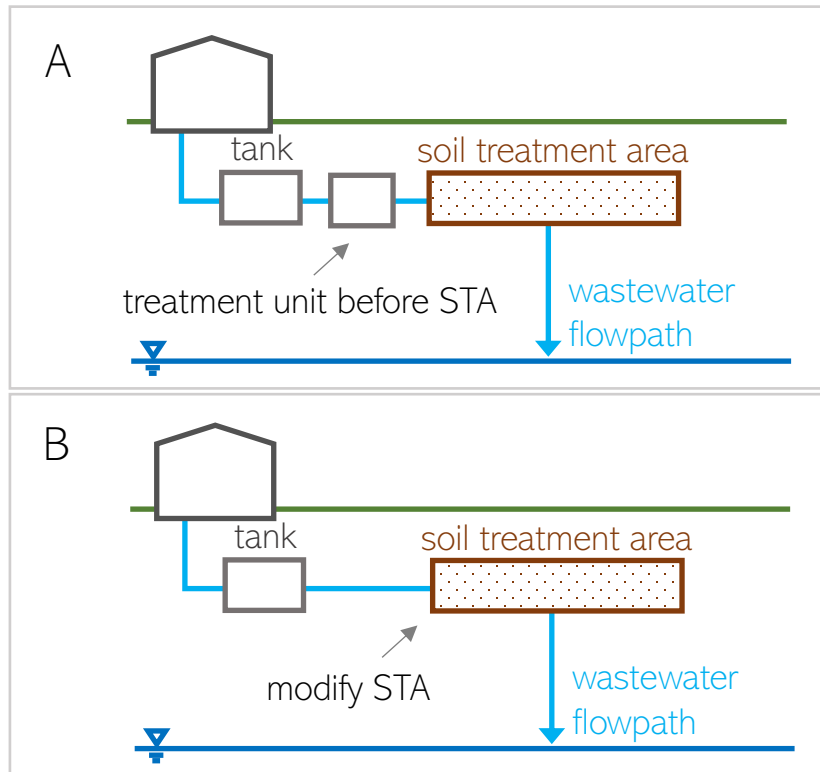 A
tank
soil treatment area
treatment unit before STA
wastewater
flowpath
B
tank
soil treatment area
modify STA
wastewater
flowpath